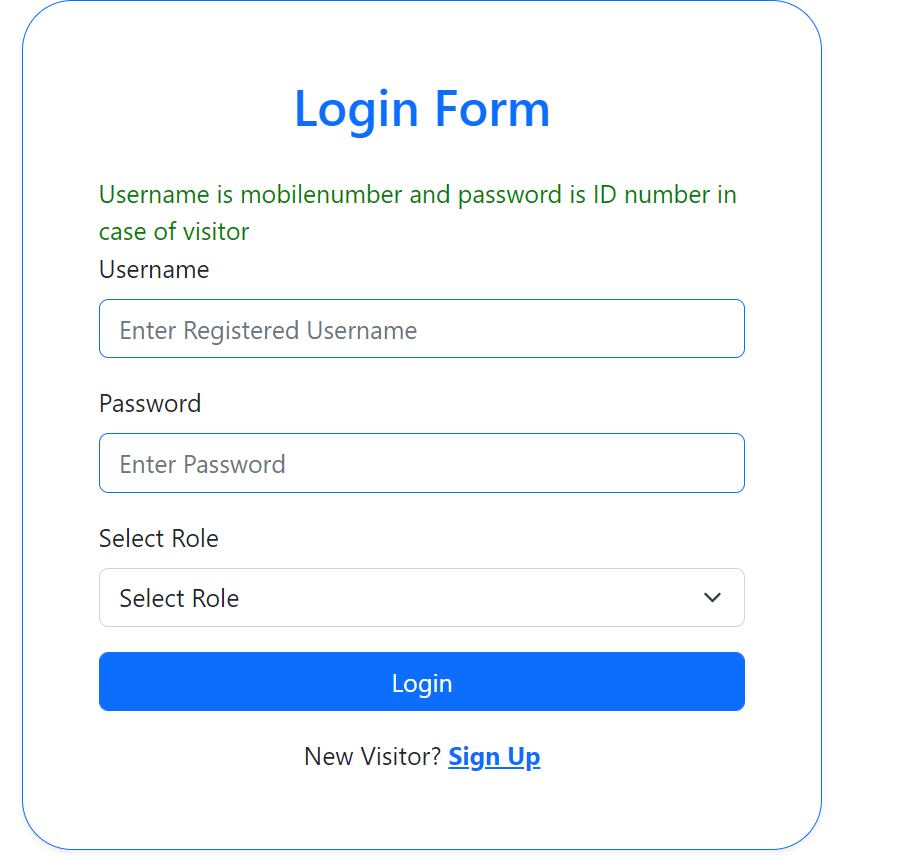 Login Form
Username is mobilenumber and password is ID number in
case of visitor
Username
Enter Registered Username
Password
Enter Password
Select Role
Select Role
Login
New Visitor? Sign Up